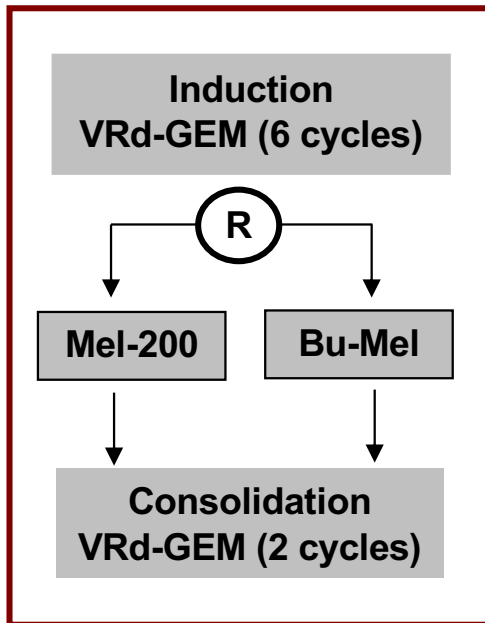 Induction
VRd-GEM (6 cycles)
R
Mel-200
Bu-Mel
Consolidation
VRd-GEM (2 cycles)